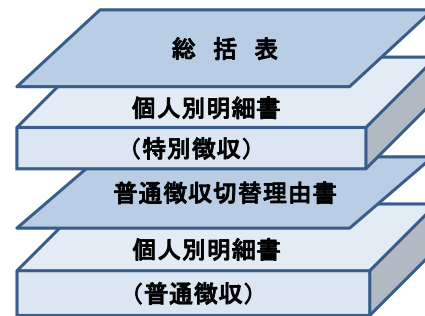 総括表
個人別明細書
（特別徴収）
普通徴収切替理由書
個人別明細書
（普通徴収）